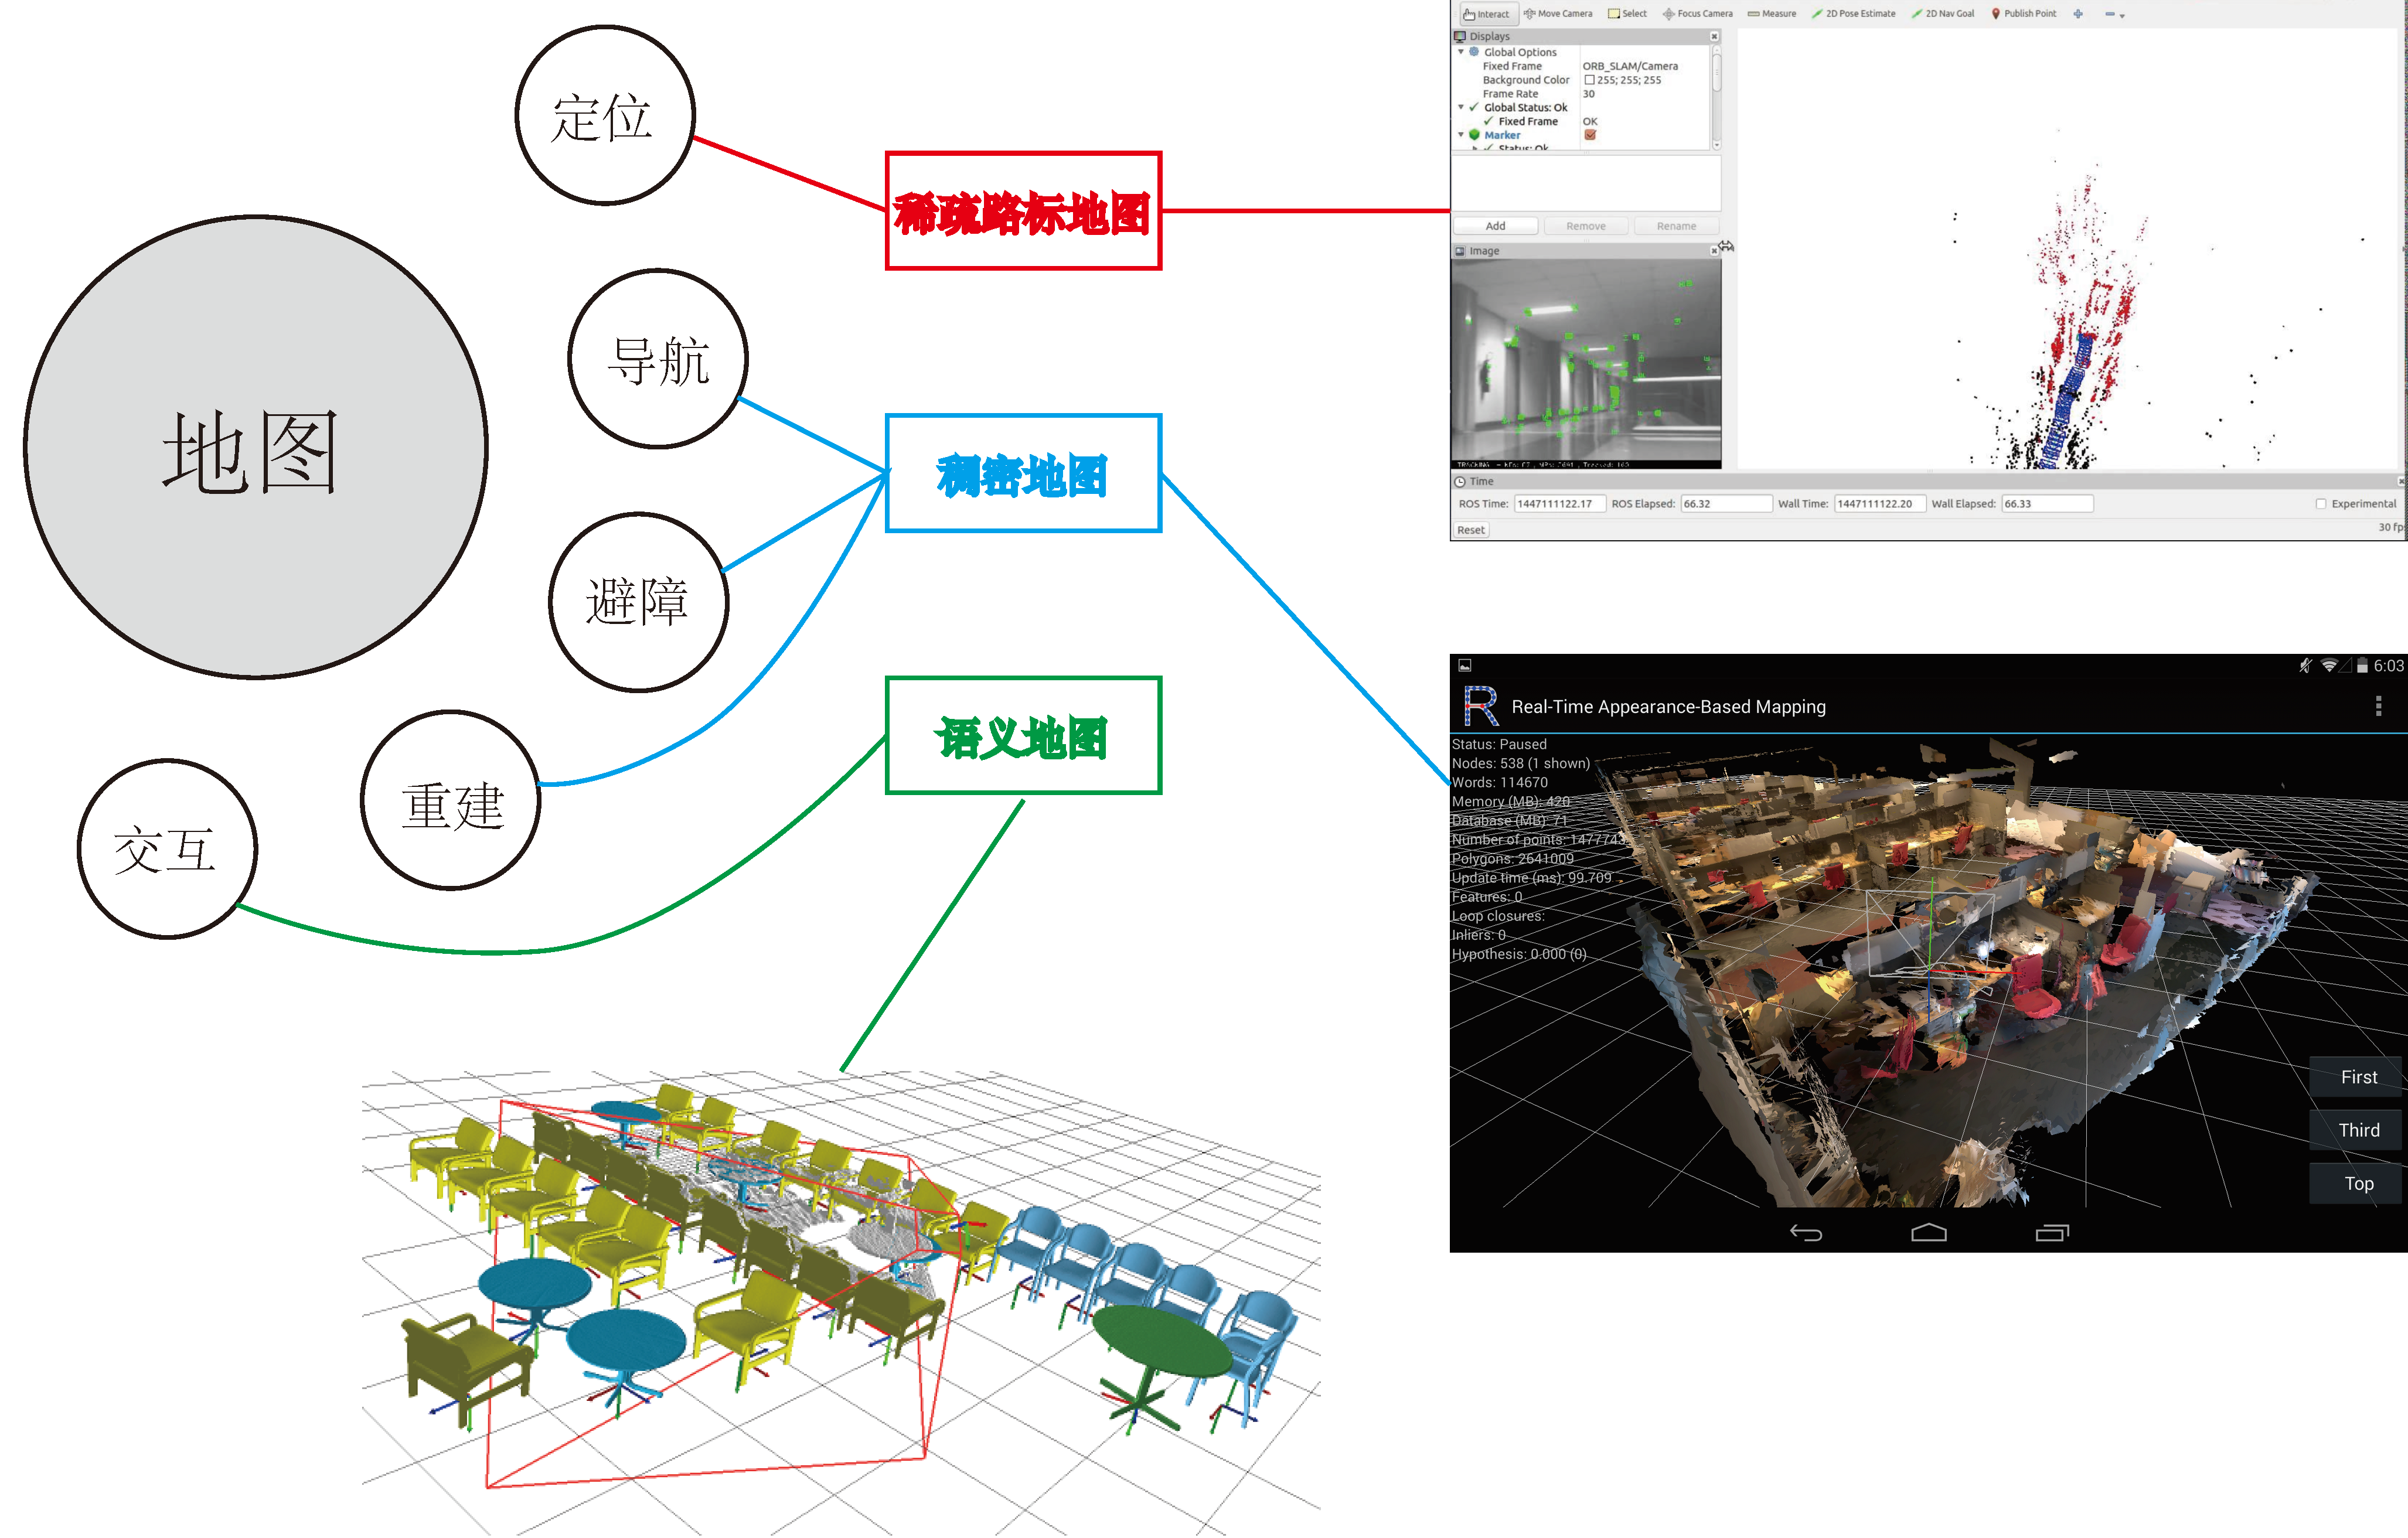 定位
稀疏路标地图
导航
地图
稠密地图
避障
语义地图
重建
交互
Interact Move Camera Select Focus Camera Measure 2D Pose Estimate 2D Nav Goal Publish Point
Displays
Global Options
Fixed Frame ORB_SLAM/Camera
Background Color 255; 255; 255
Frame Rate 30
Global Status: Ok
Fixed Frame OK
Marker
Status: Ok
Add Remove Rename
Image
Time
ROS Time: 1447111122.17 ROS Elapsed: 66.32 Wall Time: 1447111122.20 Wall Elapsed: 66.33 Experimental
Reset 30 fp
6:03
Real-Time Appearance-Based Mapping
Status: Paused
Nodes: 538 (1 shown)
Words: 114670
Memory (MB): 420
Database (MB): 71
Number of points: 1477743
Polygons: 2641009
Update time (ms): 99.709
Features: 0
Loop closures:
Inliers: 0
Hypothesis: 0.000 (0)
First
Third
Top